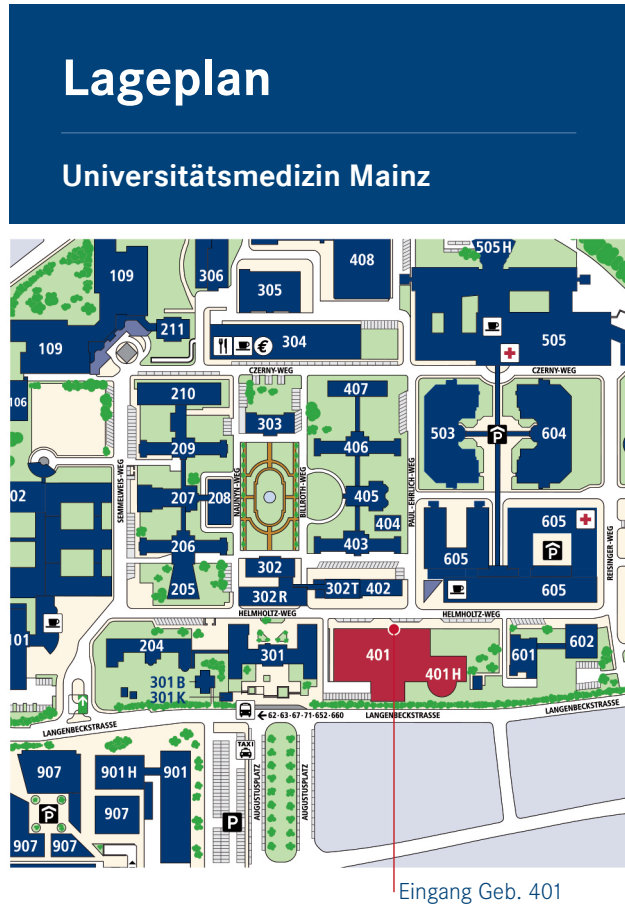 Lageplan
Universitätsmedizin Mainz
505 H
109
306
408
305
211
304
505
109
CZERNY-WEG
CZERNY-WEG
106
210
407
303
503
604
209
406
SEMMELWEIS-WEG
NAUNYN-WEG
BILLROTH-WEG
PAUL-EHRLICH-WEG
207
208
405
02
404
605
206
403
605
REISINGER-WEG
302
205
302 R
302T
402
605
HELMHOLTZ-WEG
HELMHOLTZ-WEG
101
204
301
401
601
602
401 H
301 B
301 K
62·63·67·71·652·660
LANGENBECKSTRASSE
LANGENBECKSTRASSE
LANGENBECKSTRASSE
TAXI
907
901 H
901
AUGUSTUSPLATZ
AUGUSTUSPLATZ
907
P
P
907
907
Eingang Geb. 401